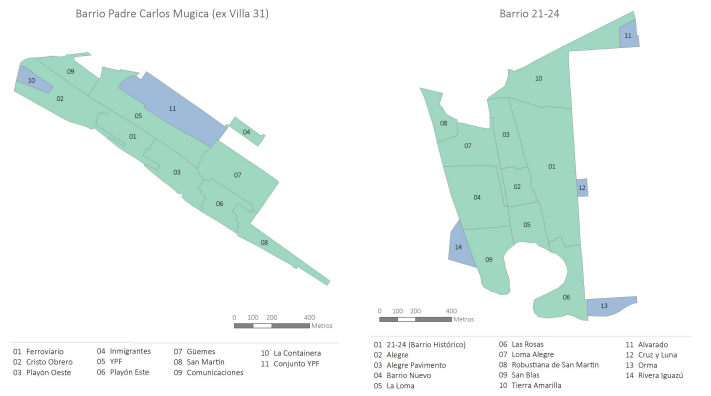 Barrio Padre Carlos Mugica (ex Villa 31)
09
10
02
11
05
04
01
03
07
06
08
0 100 200 400
Metros
01 Ferroviario
02 Cristo Obrero
03 Playón Oeste
04 Inmigrantes
05 YPF
06 Playón Este
07 Güemes
08 San Martin
09 Comunicaciones
10 La Containera
11 Conjunto YPF
Barrio 21-24
11
10
08
03
07
01
02
12
04
05
14
09
06
13
0 100 200 400
Metros
01 21-24 (Barrio Histórico)
02 Alegre
03 Alegre Pavimento
04 Barrio Nuevo
05 La Loma
06 Las Rosas
07 Loma Alegre
08 Robustiana de San Martin
09 San Blas
10 Tierra Amarilla
11 Alvarado
12 Cruz y Luna
13 Orma
14 Rivera Iguazú